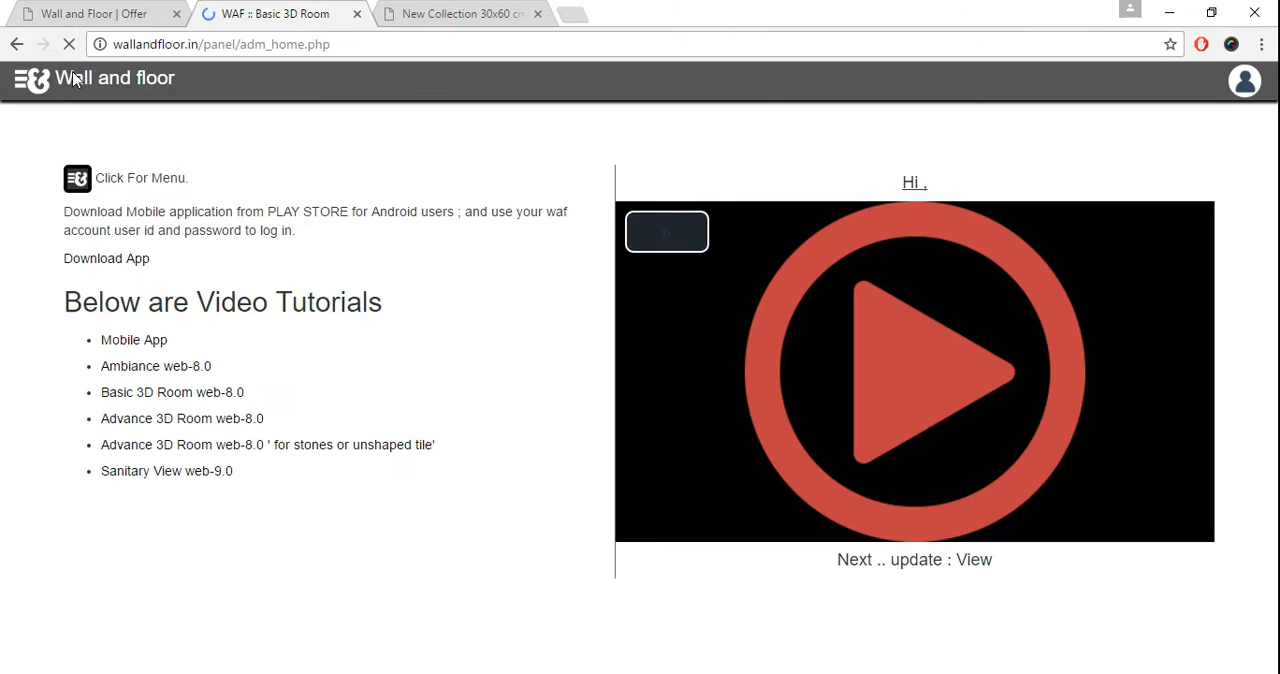 Wall and Floor | Offer
WAF :: Basic 3D Room
New Collection 30x60 cm
wallandfloor.in/panel/adm_home.php
Wall and floor
Click For Menu.
Download Mobile application from PLAY STORE for Android users ; and use your waf
account user id and password to log in.
Download App
Below are Video Tutorials
• Mobile App
• Ambiance web-8.0
• Basic 3D Room web-8.0
• Advance 3D Room web-8.0
• Advance 3D Room web-8.0 ' for stones or unshaped tile'
• Sanitary View web-9.0
Hi ,
Next .. update : View